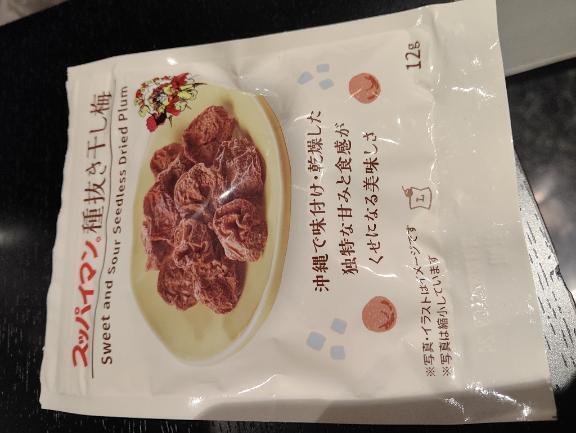 スッパイマン®種抜き干し梅
Sweet and Sour Seedless Dried Plum
沖縄で味付け・乾燥した
独特な甘みと食感が
くせになる美味しさ
※写真・イラストはイメージです
※写真は縮小しています
12g